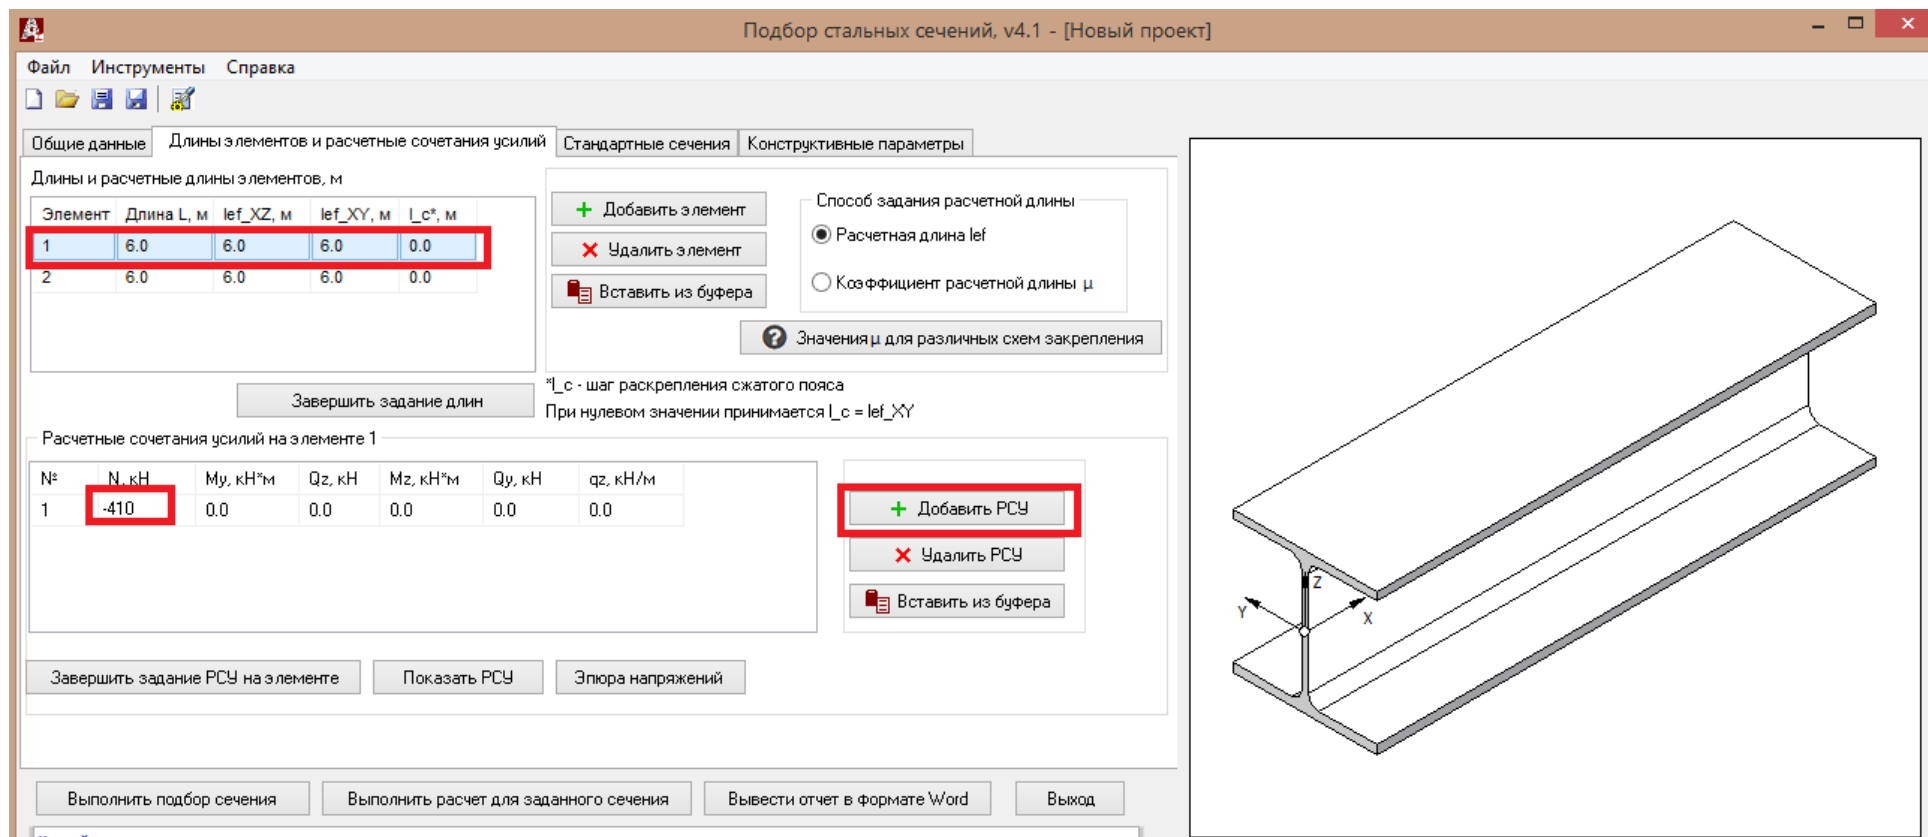 Подбор стальных сечений, v4.1 - [Новый проект]
Файл Инструменты Справка
Общие данные Длины элементов и расчетные сочетания усилий Стандартные сечения Конструктивные параметры
Длины и расчетные длины элементов, м
Элемент Длина L, м lef_XZ, м lef_XY, м l_c*, м
1 6.0 6.0 6.0 0.0
2 6.0 6.0 6.0 0.0
Добавить элемент
Удалить элемент
Вставить из буфера
Способ задания расчетной длины
Расчетная длина lef
Коэффициент расчетной длины μ
Значения μ для различных схем закрепления
Завершить задание длин
*l_c - шаг раскрепления сжатого пояса
При нулевом значении принимается l_c = lef_XY
Расчетные сочетания усилий на элементе 1
№ N, кН My, кН*м Qz, кН Mz, кН*м Qy, кН qz, кН/м
1 -410 0.0 0.0 0.0 0.0 0.0
Добавить РСУ
Удалить РСУ
Вставить из буфера
Завершить задание РСУ на элементе Показать РСУ Эпюра напряжений
Выполнить подбор сечения Выполнить расчет для заданного сечения Вывести отчет в формате Word Выход
Z
Y
X